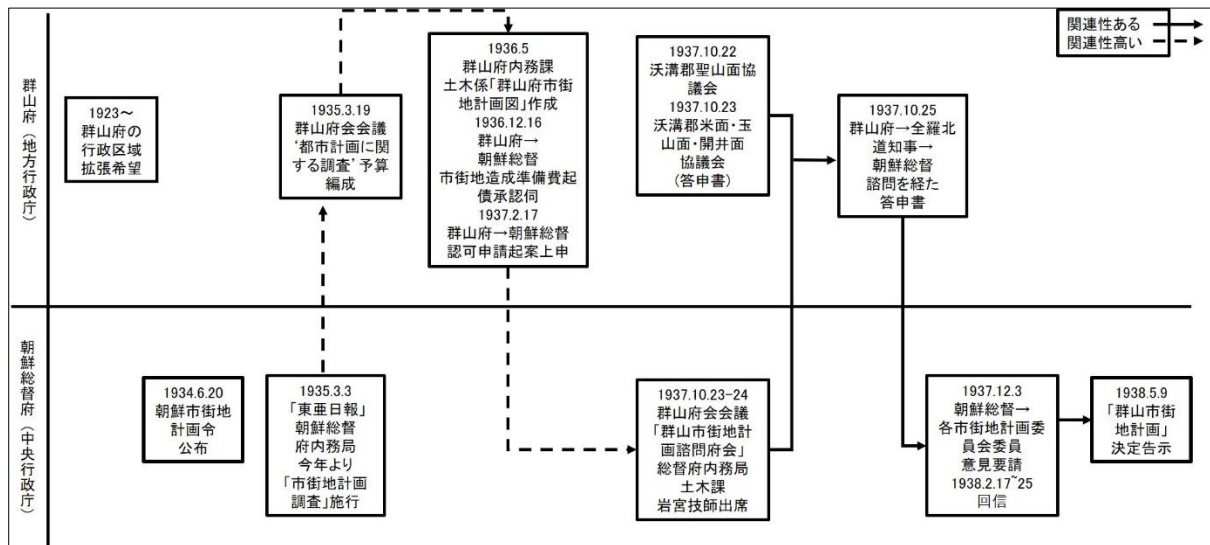 関連性ある
関連性高い
群山府（地方行政庁）
1923～
群山府の
行政区域
拡張希望
1935.3.19
群山府会会議
‘都市計画に関
する調査’予算
編成
1936.5
群山府内務課
土木係「群山府市街
地計画図」作成
1936.12.16
群山府→
朝鮮総督
市街地造成準備費起
債承認伺
1937.2.17
群山府→朝鮮総督
認可申請起案上申
1937.10.22
沃溝郡聖山面協
議会
1937.10.23
沃溝郡米面・玉
山面・開井面
協議会
(答申書)
1937.10.25
群山府→全羅北
道知事→
朝鮮総督
諮問を経た
答申書
朝鮮総督府（中央行政庁）
1934.6.20
朝鮮市街地
計画令
公布
1935.3.3
「東亜日報」
朝鮮総督
府内務局
今年より
「市街地計画
調査」施行
1937.10.23-24
群山府会会議
「群山市街地計
画諮問府会」
総督府内務局
土木課
岩宮技師出席
1937.12.3
朝鮮総督→
各市街地計画委
員会委員
意見要請
1938.2.17~25
回信
1938.5.9
「群山市街
地計画」
決定告示